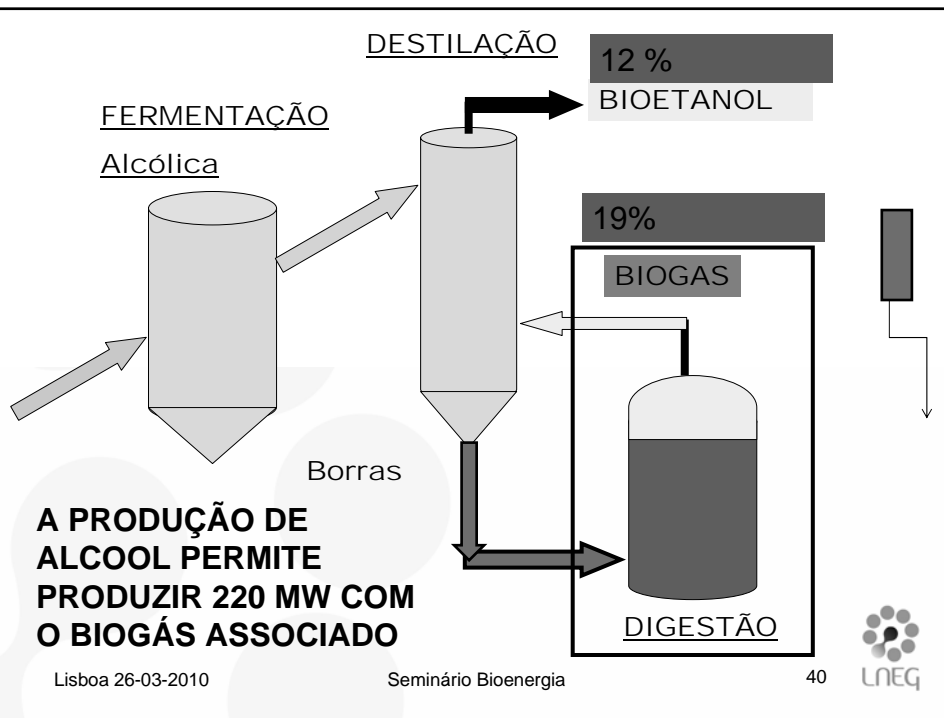 DESTILAÇÃO
12 %
BIOETANOL
FERMENTAÇÃO
Alcólica
19%
BIOGAS
Borras
A PRODUÇÃO DE
ALCOOL PERMITE
PRODUZIR 220 MW COM
O BIOGÁS ASSOCIADO
DIGESTÃO
Lisboa 26-03-2010
Seminário Bioenergia
40
LNEG